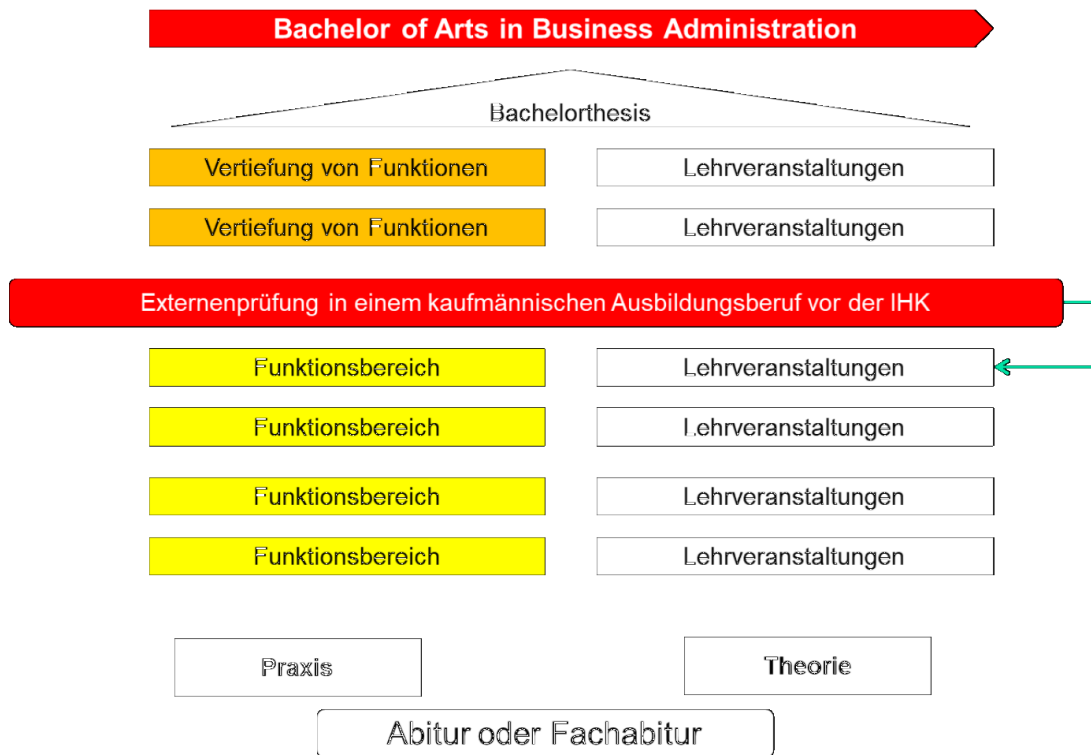 Bachelor of Arts in Business Administration
Bachelorthesis
Vertiefung von Funktionen
Lehrveranstaltungen
Vertiefung von Funktionen
Lehrveranstaltungen
Externenprüfung in einem kaufmännischen Ausbildungsberuf vor der IHK
Funktionsbereich
Lehrveranstaltungen
Funktionsbereich
Lehrveranstaltungen
Funktionsbereich
Lehrveranstaltungen
Funktionsbereich
Lehrveranstaltungen
Praxis
Theorie
Abitur oder Fachabitur